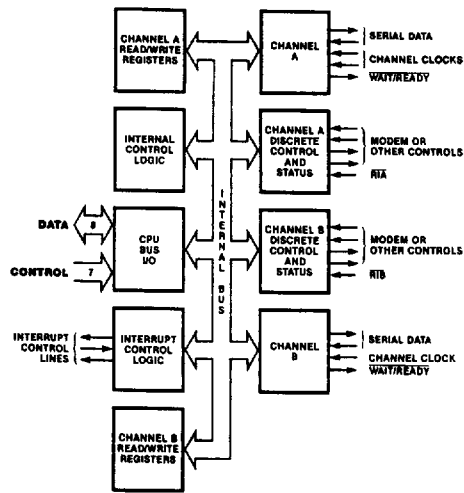 CHANNEL A
READ/WRITE
REGISTERS
CHANNEL
A
SERIAL DATA
CHANNEL CLOCKS
WAIT/READY
INTERNAL
CONTROL
LOGIC
CHANNEL A
DISCRETE
CONTROL
AND
STATUS
MODEM OR
OTHER CONTROLS
RIA
DATA
8
CONTROL
7
CPU
BUS
I/O
INTERNAL BUS
CHANNEL B
DISCRETE
CONTROL
AND
STATUS
MODEM OR
OTHER CONTROLS
RIB
INTERRUPT
CONTROL
LINES
INTERRUPT
CONTROL
LOGIC
CHANNEL
B
SERIAL DATA
CHANNEL CLOCK
WAIT/READY
CHANNEL B
READ/WRITE
REGISTERS